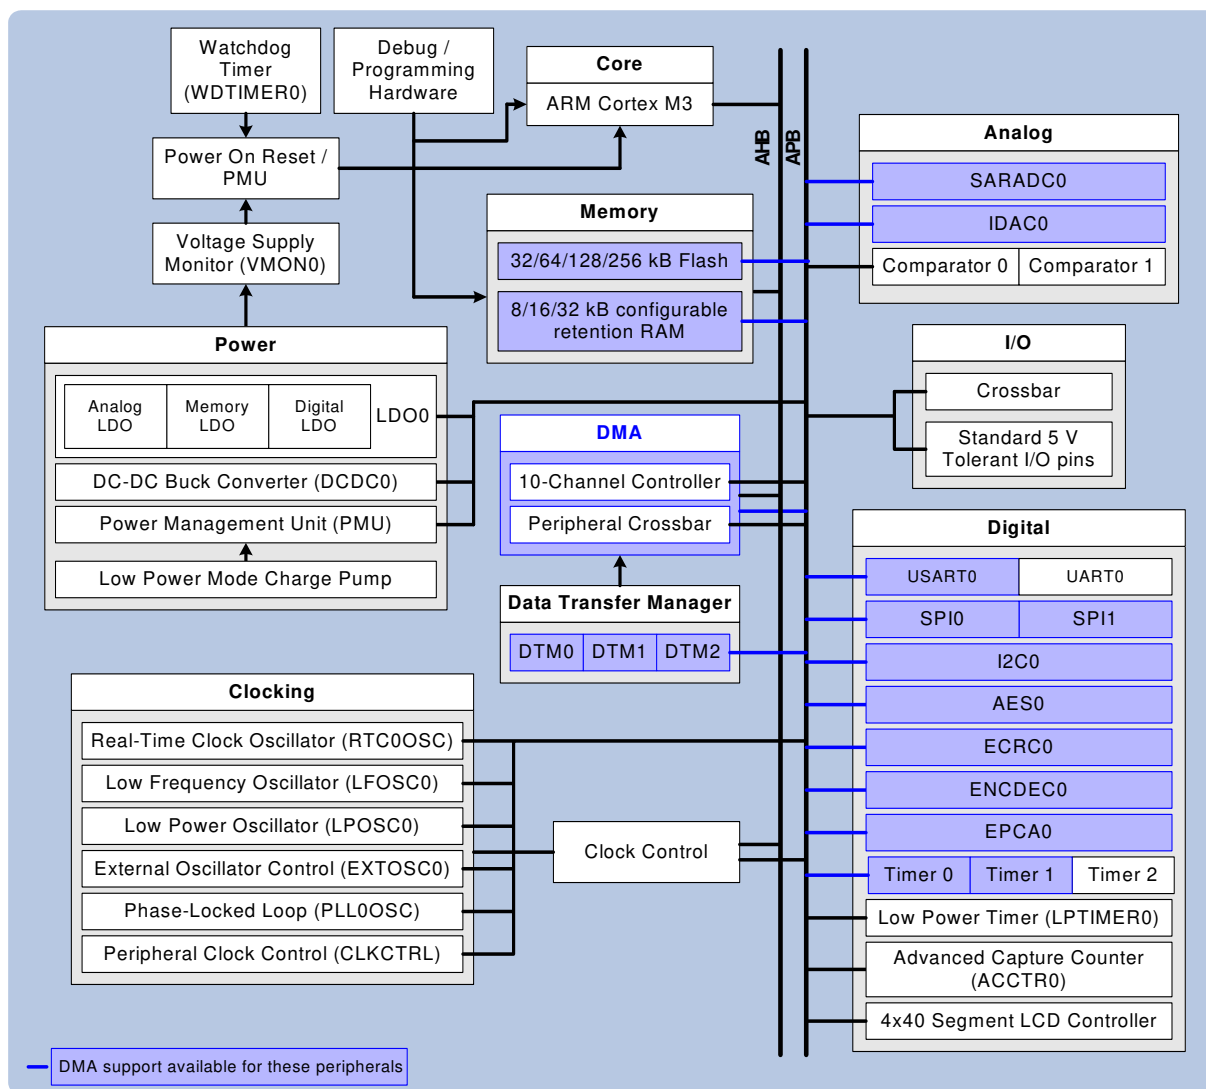 Watchdog
Timer
(WDTIMER0)
Debug /
Programming
Hardware
Core
ARM Cortex M3
Power On Reset /
PMU
AHB
APB
Voltage Supply
Monitor (VMON0)
Memory
32/64/128/256 kB Flash
8/16/32 kB configurable
retention RAM
Analog
SARADC0
IDAC0
Comparator 0
Comparator 1
Power
Analog
LDO
Memory
LDO
Digital
LDO
LDO0
DC-DC Buck Converter (DCDC0)
Power Management Unit (PMU)
Low Power Mode Charge Pump
I/O
Crossbar
Standard 5 V
Tolerant I/O pins
DMA
10-Channel Controller
Peripheral Crossbar
Data Transfer Manager
DTM0
DTM1
DTM2
Digital
USART0
UART0
SPI0
SPI1
I2C0
AES0
ECRC0
ENCDEC0
EPCA0
Timer 0
Timer 1
Timer 2
Low Power Timer (LPTIMER0)
Advanced Capture Counter
(ACCTR0)
4x40 Segment LCD Controller
Clocking
Real-Time Clock Oscillator (RTC0OSC)
Low Frequency Oscillator (LFOSC0)
Low Power Oscillator (LPOSC0)
External Oscillator Control (EXTOSC0)
Phase-Locked Loop (PLL0OSC)
Peripheral Clock Control (CLKCTRL)
Clock Control
DMA support available for these peripherals